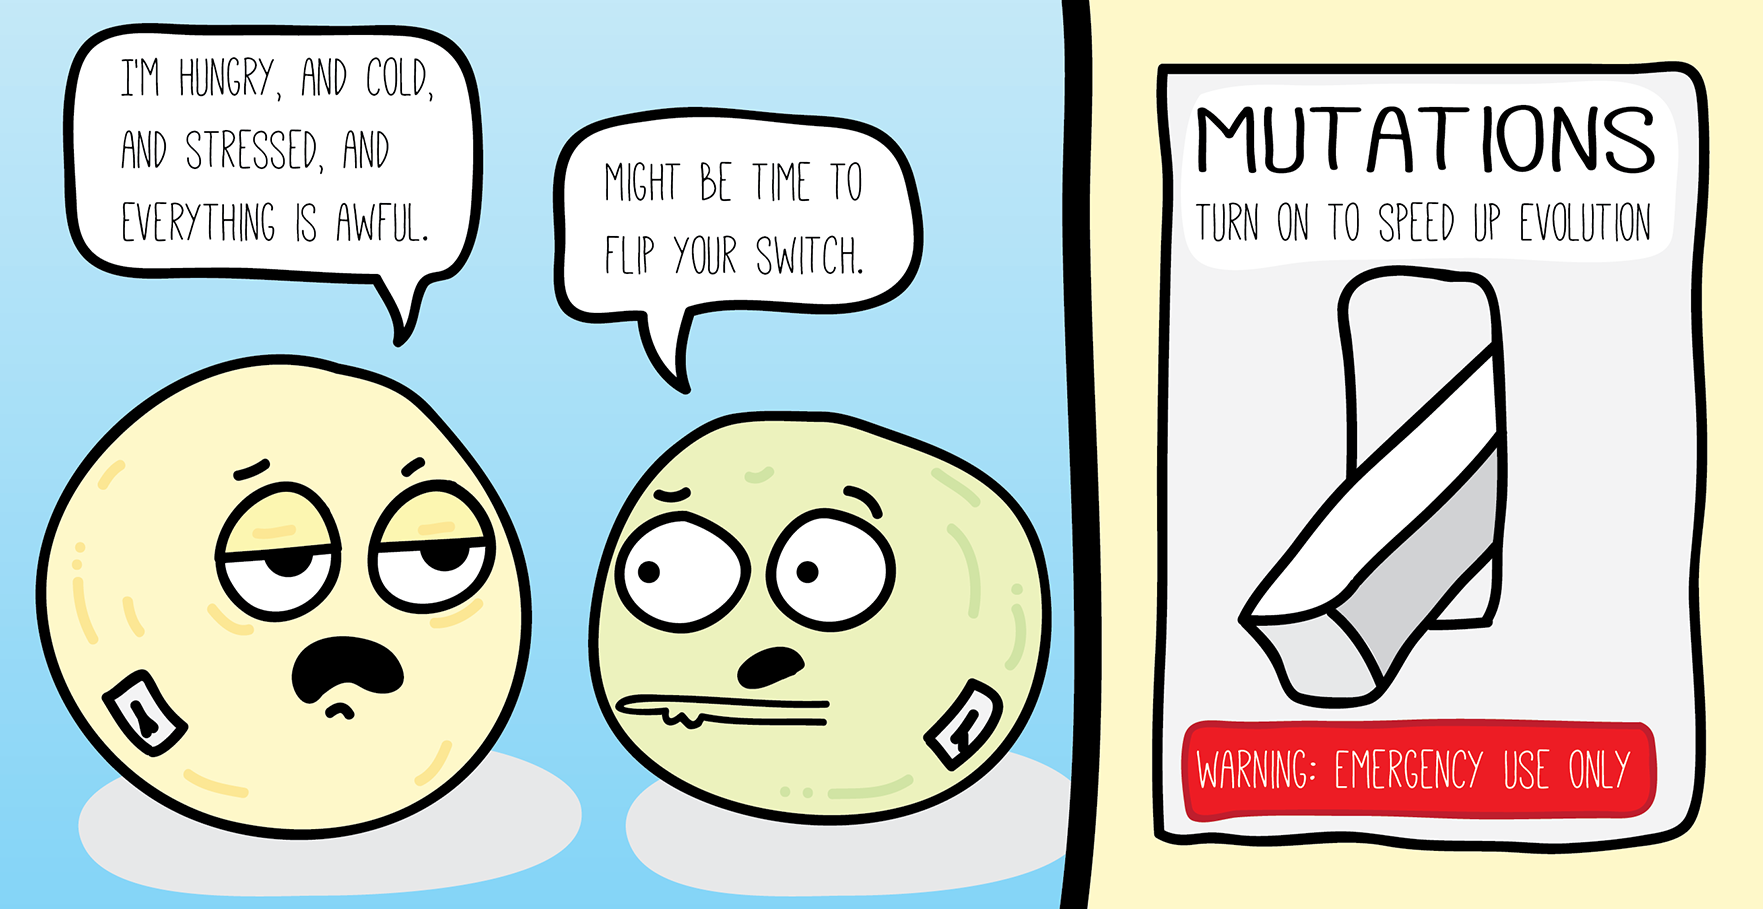 I'M HUNGRY, AND COLD,
AND STRESSED, AND
EVERYTHING IS AWFUL.
MIGHT BE TIME TO
FLIP YOUR SWITCH.
MUTATIONS
TURN ON TO SPEED UP EVOLUTION
WARNING: EMERGENCY USE ONLY